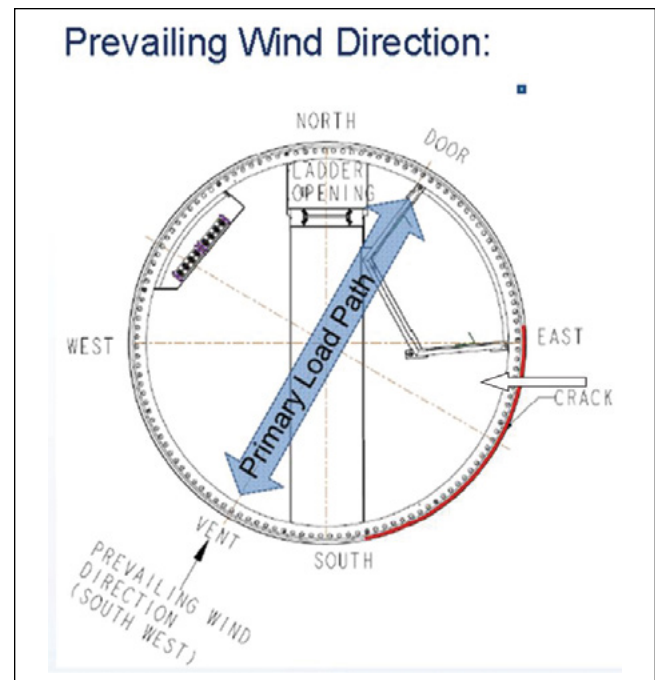 Prevailing Wind Direction:
NORTH
DOOR
LADDER
OPENING
Primary Load Path
WEST
EAST
CRACK
VENT
SOUTH
PREVAILING WIND
DIRECTION
(SOUTH WEST)